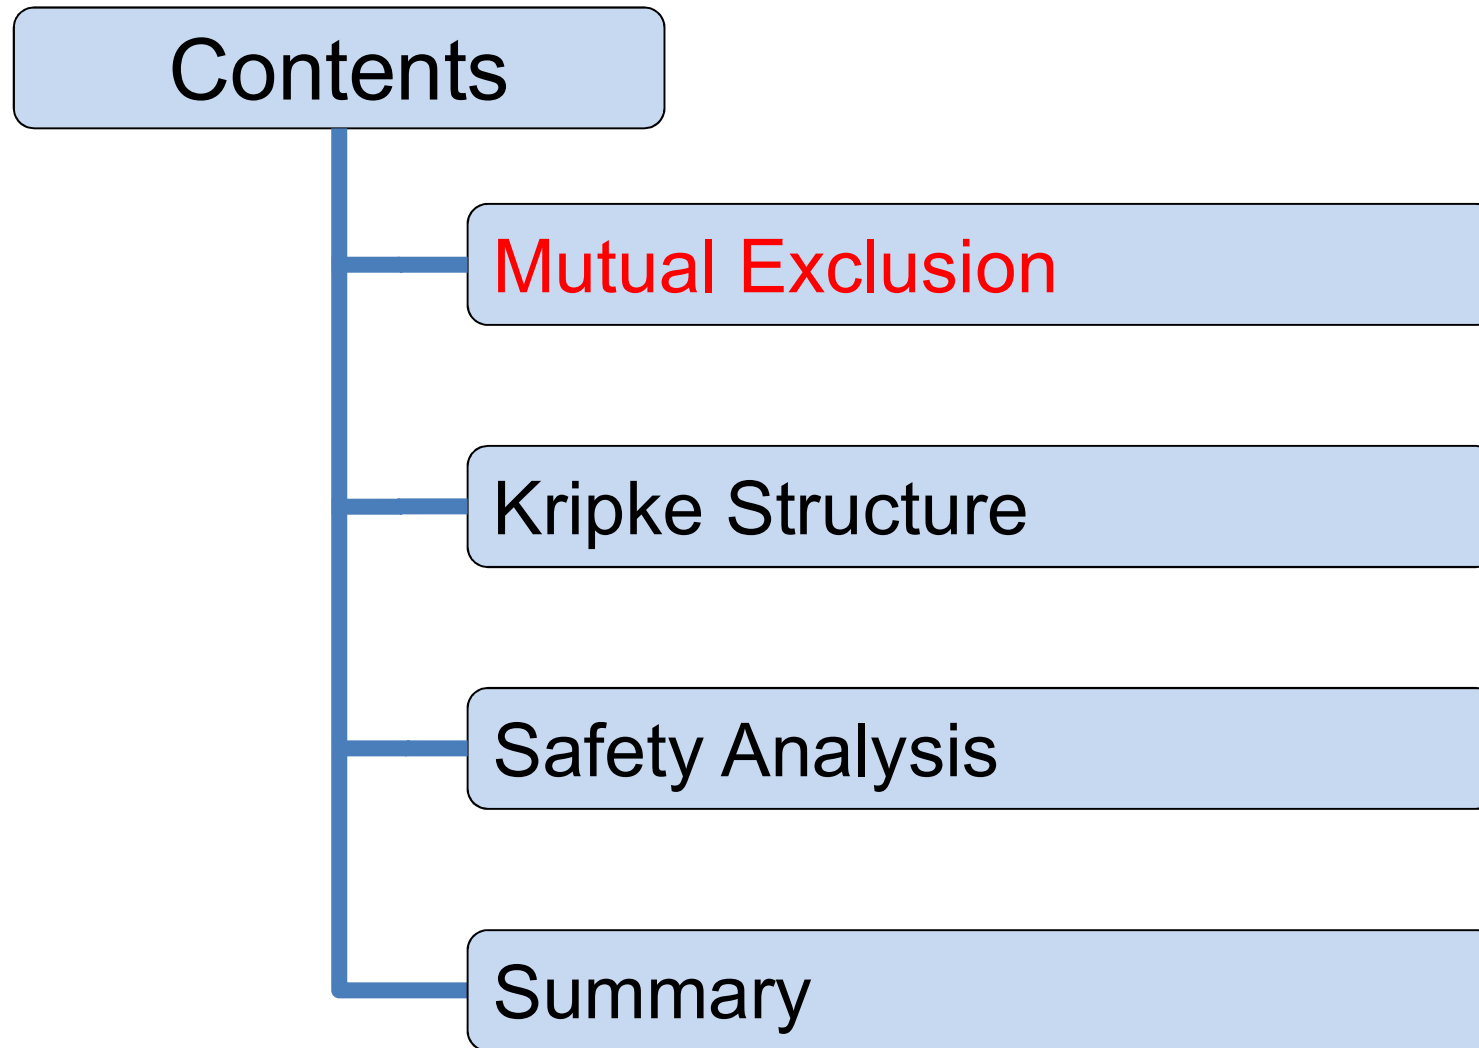 Contents
Mutual Exclusion
Kripke Structure
Safety Analysis
Summary